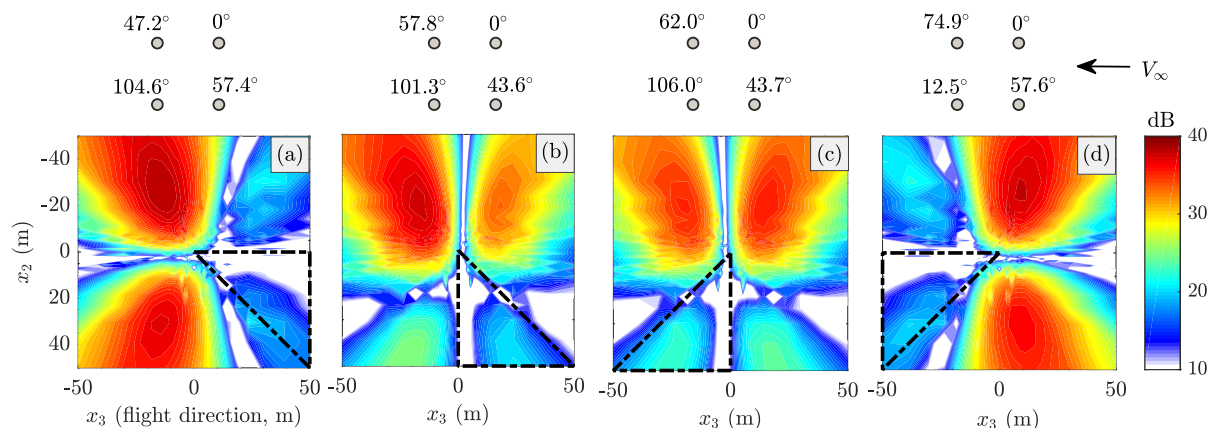 47.2° 0° 57.8° 0° 62.0° 0° 74.9° 0°
104.6° 57.4° 101.3° 43.6° 106.0° 43.7° 12.5° 57.6° V∞
dB
(a) (b) (c) (d) 40
-40
-20 30
x2 (m) 0
20 20
40
10
-50 0 50 -50 0 50 -50 0 50 -50 0 50
x3 (flight direction, m) x3 (m) x3 (m) x3 (m)